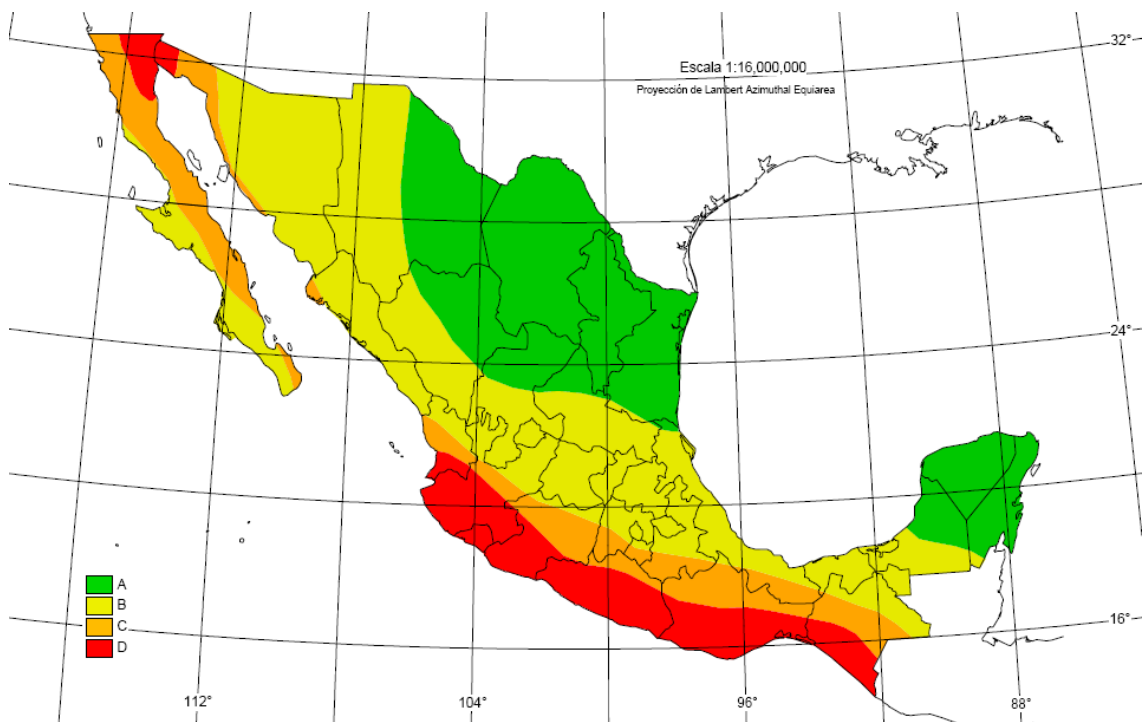 Escala 1:16,000,000
Proyección de Lambert Azimuthal Equiarea
32°
24°
16°
A
B
C
D
112°
104°
96°
88°